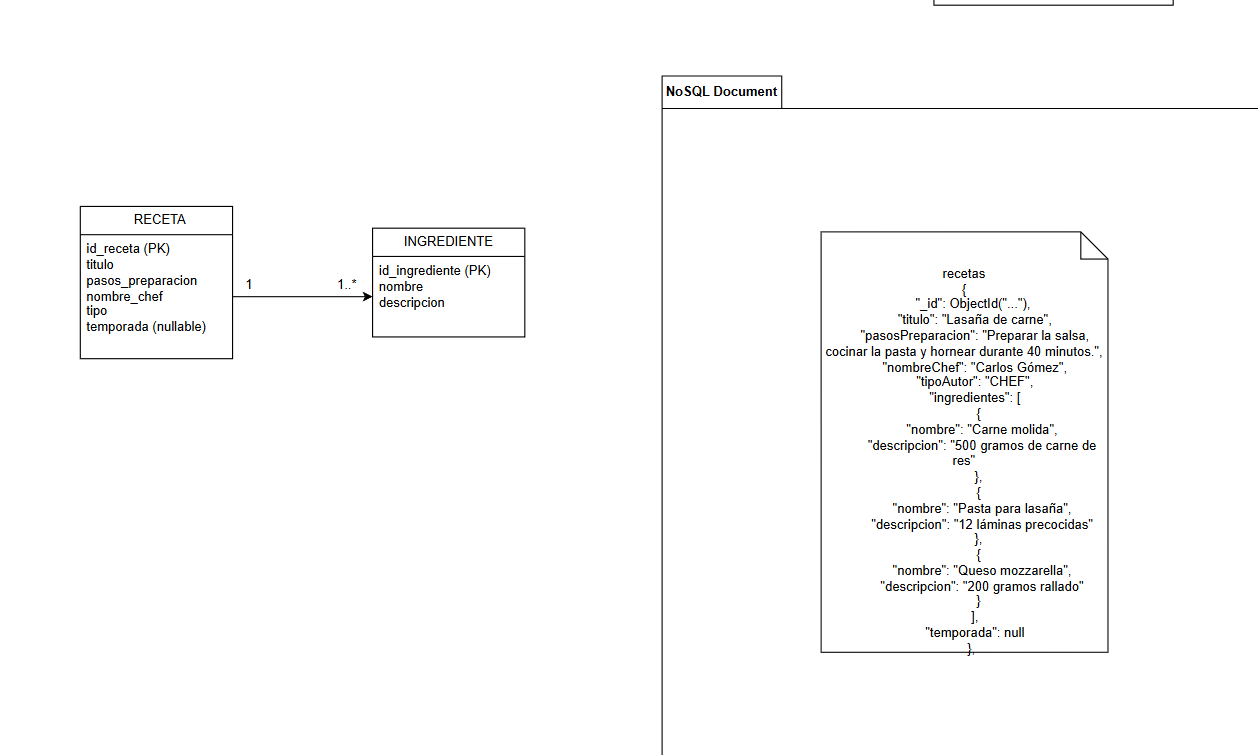 NoSQL Document
RECETA
id_receta (PK)
titulo
pasos_preparacion
nombre_chef
tipo
temporada (nullable)
1
1..*
INGREDIENTE
id_ingrediente (PK)
nombre
descripcion
recetas
{
"_id": ObjectId("..."),
"titulo": "Lasaña de carne",
"pasosPreparacion": "Preparar la salsa,
cocinar la pasta y hornear durante 40 minutos.",
"nombreChef": "Carlos Gómez",
"tipoAutor": "CHEF",
"ingredientes": [
{
"nombre": "Carne molida",
"descripcion": "500 gramos de carne de
res"
},
{
"nombre": "Pasta para lasaña",
"descripcion": "12 láminas precocidas"
},
{
"nombre": "Queso mozzarella",
"descripcion": "200 gramos rallado"
}
],
"temporada": null
},